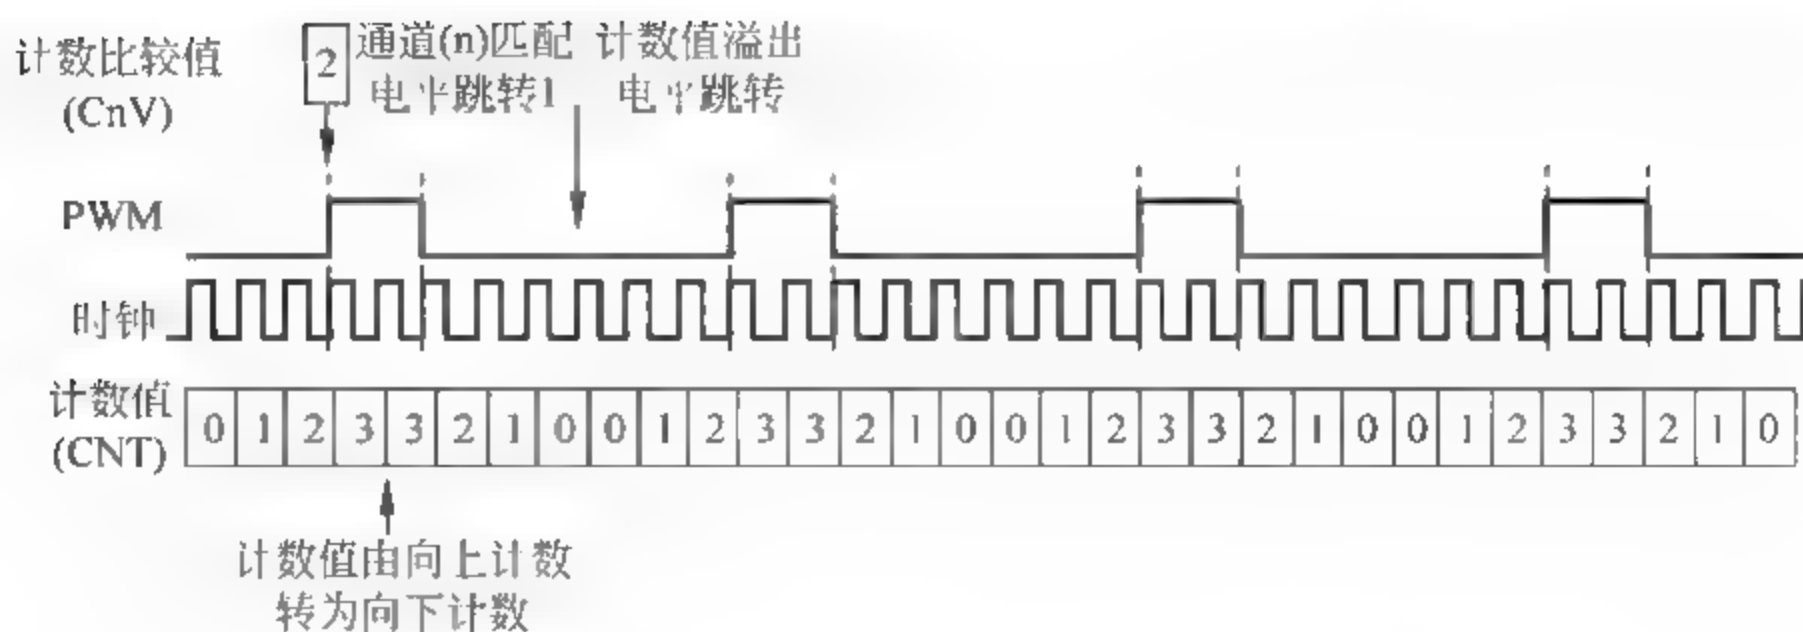 计数比较值
(CnV)
2
通道(n)匹配
电平跳转1
计数值溢出
电平跳转
PWM
时钟
计数值
(CNT)
0 1 2 3 3 2 1 0 0 1 2 3 3 2 1 0 0 1 2 3 3 2 1 0 0 1 2 3 3 2 1 0
计数值由向上计数
转为向下计数